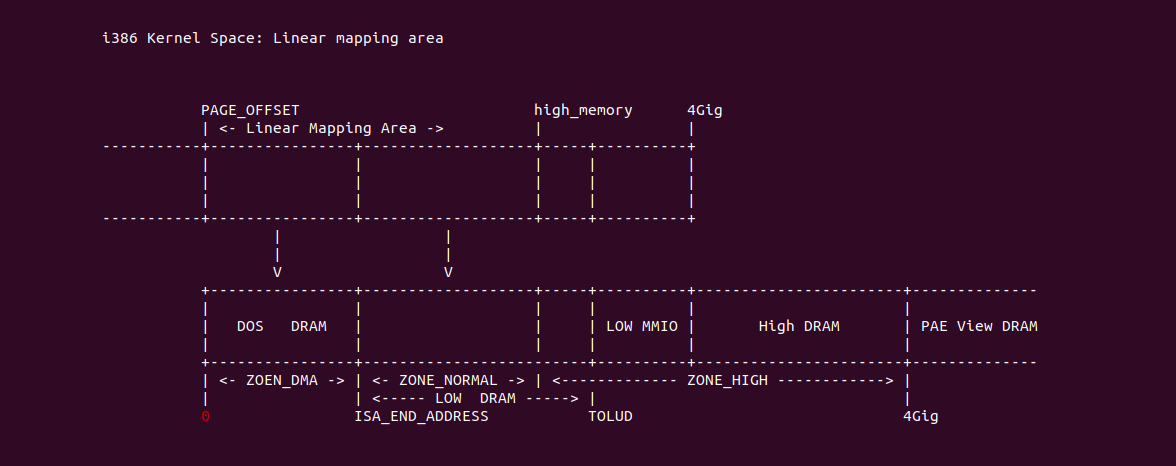 i386 Kernel Space: Linear mapping area
PAGE_OFFSET high_memory 4Gig
| <- Linear Mapping Area -> | |
-----------+----------------+-------------------+-----+----------+
| | | | |
| | | | |
| | | | |
-----------+----------------+-------------------+-----+----------+
| |
| |
V V
+----------------+-------------------+-----+----------+-----------------------+--------------
| | | | | |
| DOS DRAM | | | LOW MMIO | High DRAM | PAE View DRAM
| | | | | |
+----------------+-------------------+-----+----------+-----------------------+--------------
| <- ZOEN_DMA -> | <- ZONE_NORMAL -> | <------------- ZONE_HIGH ------------> |
| | <----- LOW DRAM -----> | |
0 ISA_END_ADDRESS TOLUD 4Gig